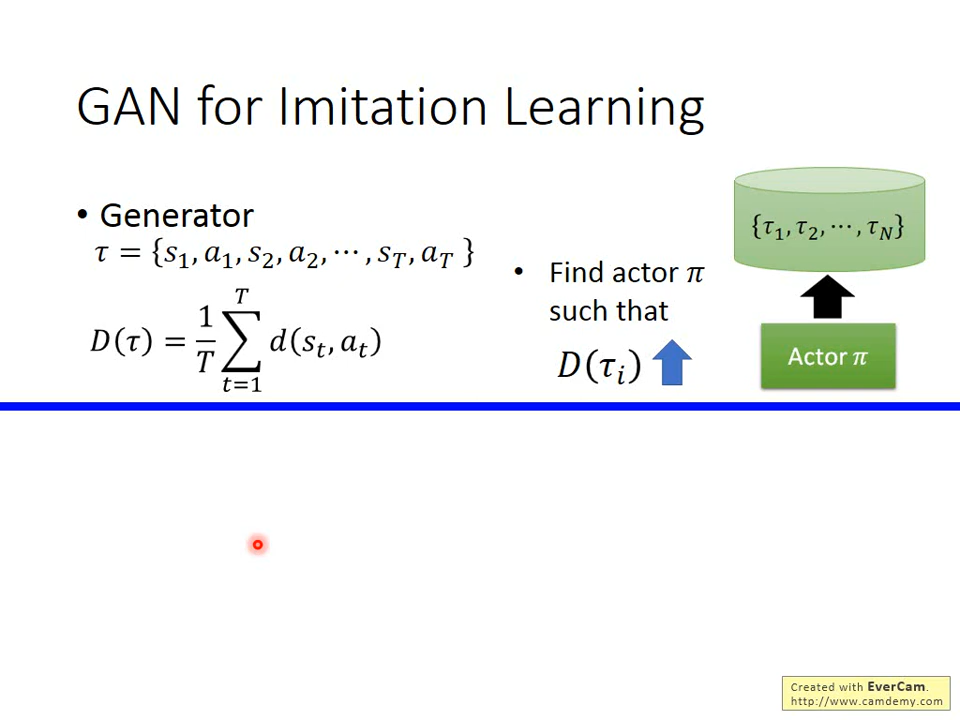 GAN for Imitation Learning
• Generator
τ = {s₁, a₁, s₂, a₂, ⋯, s_T, a_T }
D(τ) = 1/T ∑_{t=1}^{T} d(s_t, a_t)
• Find actor π
such that
D(τᵢ)
{τ₁, τ₂, ⋯, τ_N}
Actor π
Created with EverCam.
http://www.camdemy.com